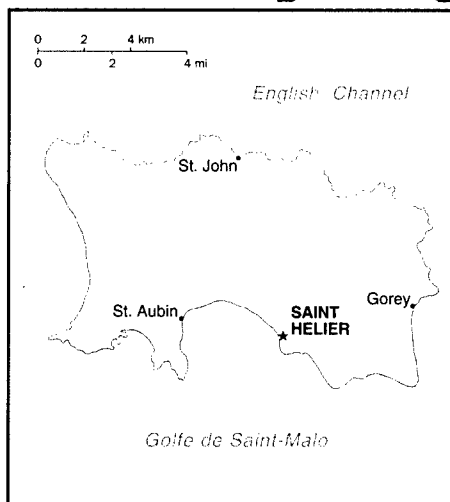 0 2 4 km
0 2 4 mi
English Channel
St. John
St. Aubin
SAINT
HELIER
Gorey
Golfe de Saint-Malo